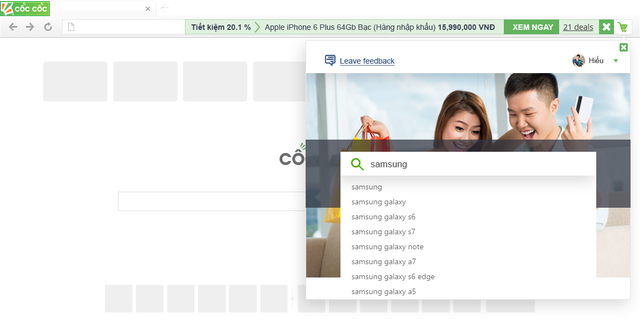 CỐC CỐC
Tiết kiệm 20.1 % Apple iPhone 6 Plus 64Gb Bạc (Hàng nhập khẩu) 15,990,000 VND XEM NGAY 21 deals
Leave feedback
Hiếu
CÔ
samsung
samsung
samsung galaxy
samsung galaxy s6
samsung galaxy s7
samsung galaxy note
samsung galaxy a7
samsung galaxy s6 edge
samsung galaxy a5